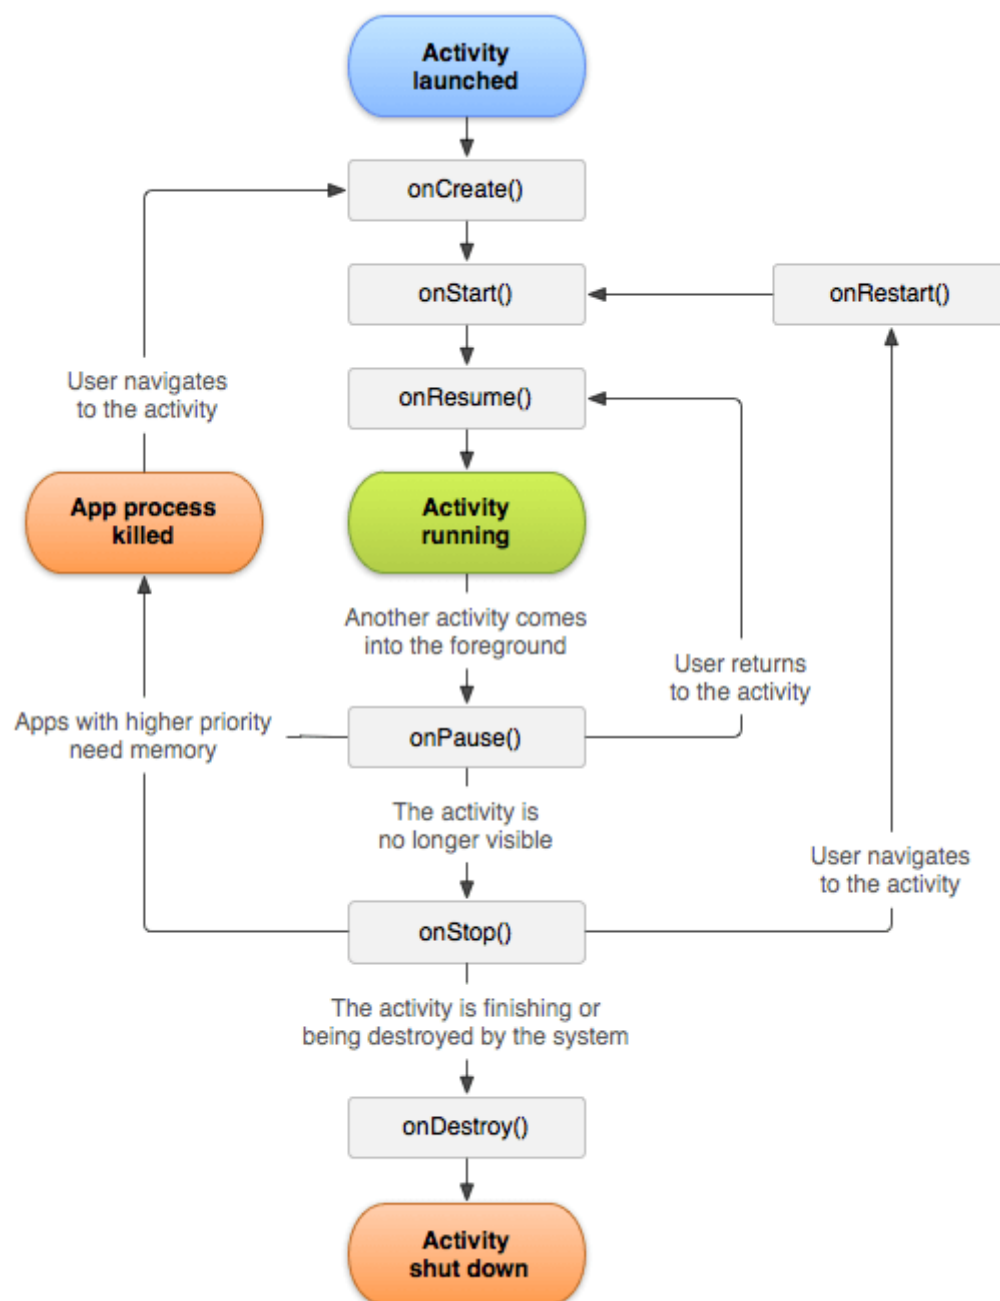 Activity
launched
onCreate()
onStart()
onRestart()
User navigates
to the activity
onResume()
App process
killed
Activity
running
Another activity comes
into the foreground
User returns
to the activity
Apps with higher priority
need memory
onPause()
The activity is
no longer visible
User navigates
to the activity
onStop()
The activity is finishing or
being destroyed by the system
onDestroy()
Activity
shut down